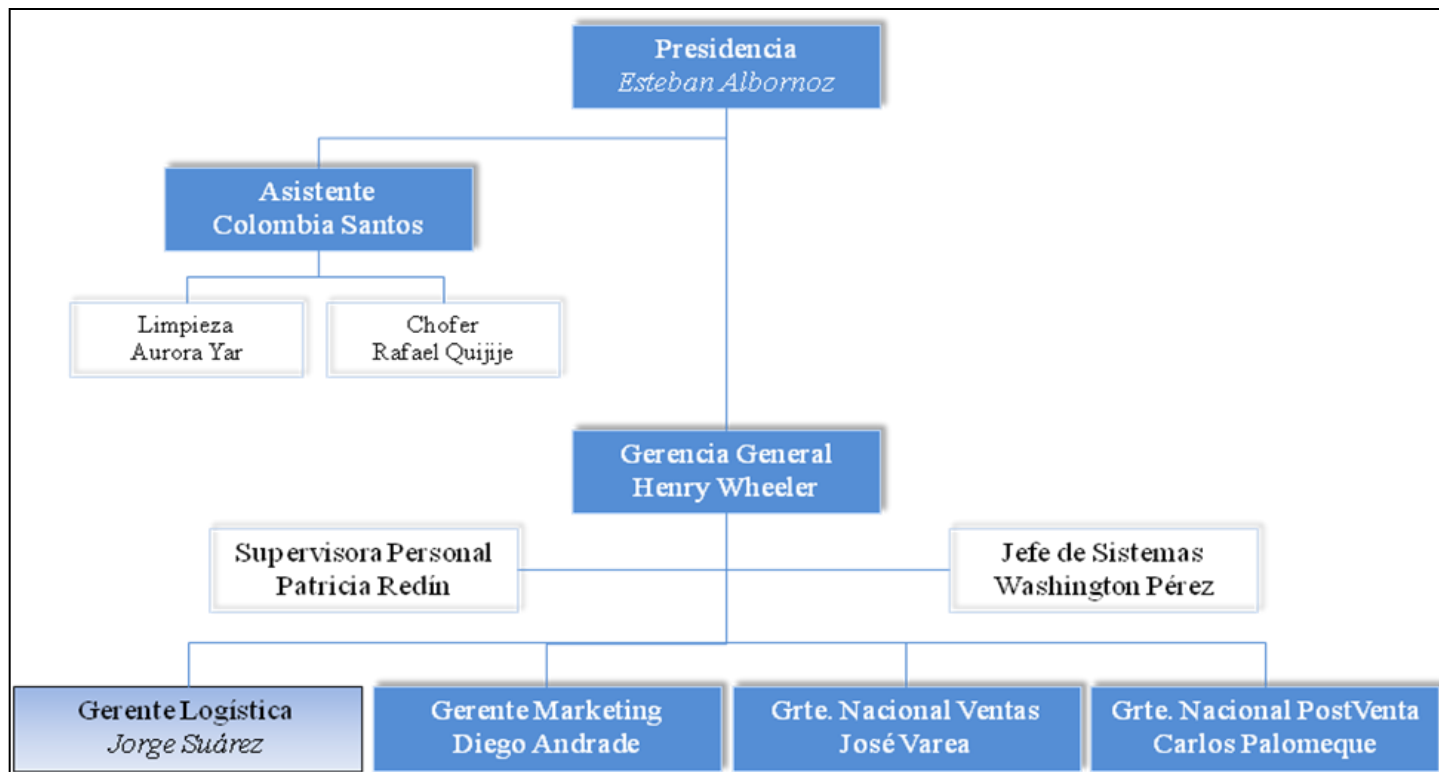 Presidencia
Esteban Albornoz
Asistente
Colombia Santos
Limpieza
Aurora Yar
Chofer
Rafael Quijije
Gerencia General
Henry Wheeler
Supervisora Personal
Patricia Redín
Jefe de Sistemas
Washington Pérez
Gerente Logística
Jorge Suárez
Gerente Marketing
Diego Andrade
Grte. Nacional Ventas
José Varea
Grte. Nacional PostVenta
Carlos Palomeque